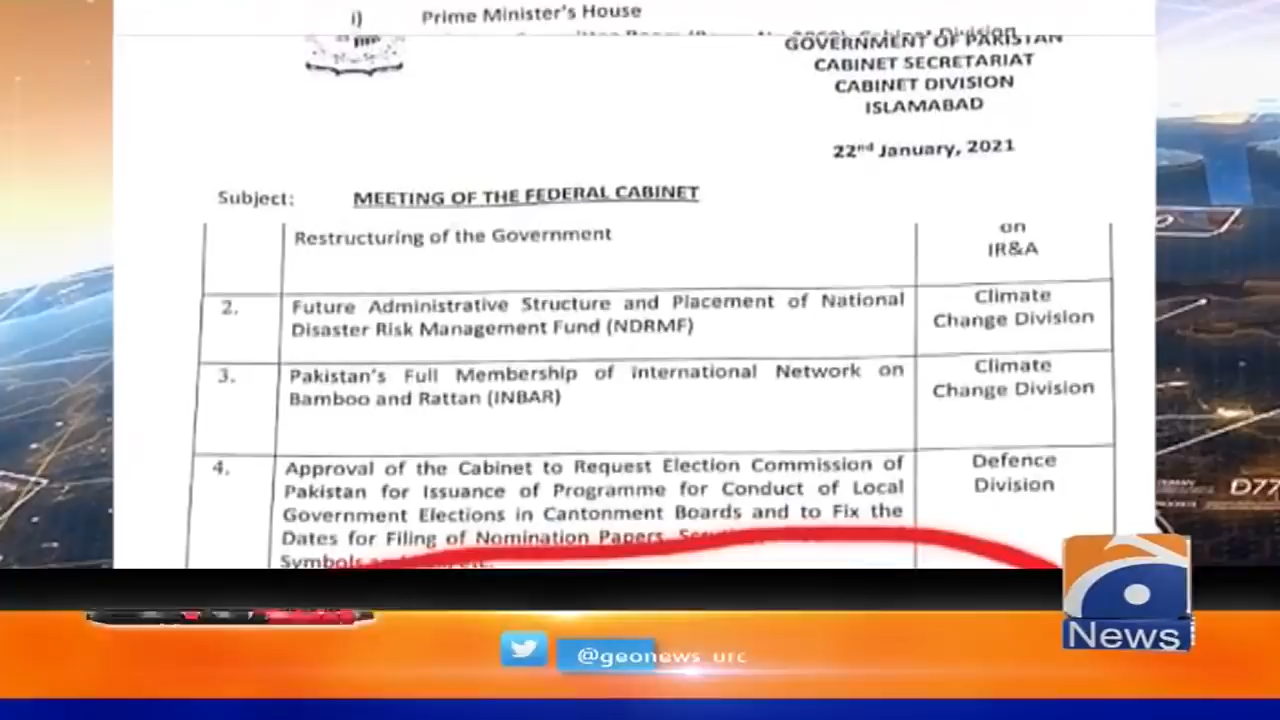 i) Prime Minister's House
GOVERNMENT OF PAKISTAN
CABINET SECRETARIAT
CABINET DIVISION
ISLAMABAD
22nd January, 2021
Subject: MEETING OF THE FEDERAL CABINET
Restructuring of the Government
on
IR&A
2. Future Administrative Structure and Placement of National
Disaster Risk Management Fund (NDRMF)
Climate
Change Division
3. Pakistan's Full Membership of International Network on
Bamboo and Rattan (INBAR)
Climate
Change Division
4. Approval of the Cabinet to Request Election Commission of
Pakistan for Issuance of Programme for Conduct of Local
Government Elections in Cantonment Boards and to Fix the
Dates for Filing of Nomination Papers,
Symbols
Defence
Division
D77
News
@geonews_urc